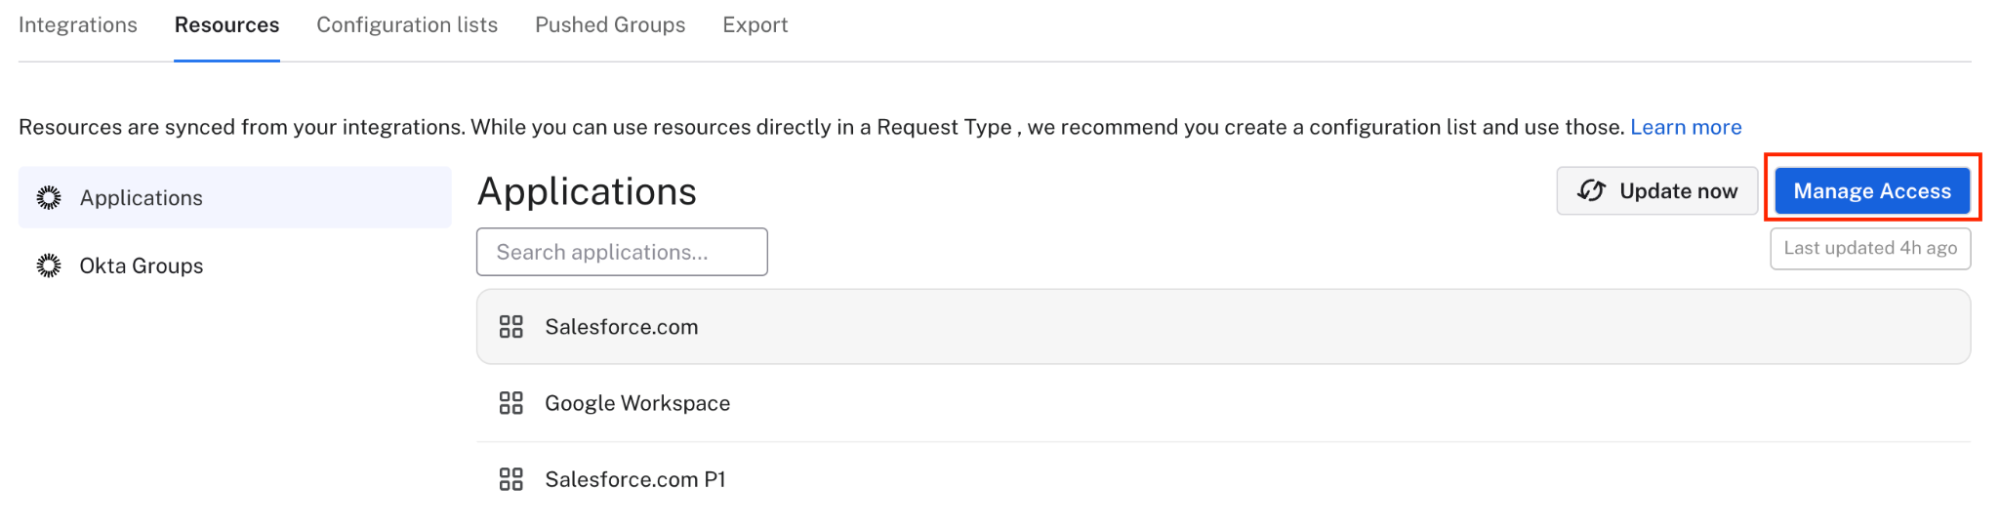 Integrations Resources Configuration lists Pushed Groups Export
Resources are synced from your integrations. While you can use resources directly in a Request Type , we recommend you create a configuration list and use those. Learn more
Applications
Okta Groups
Applications
Update now
Manage Access
Search applications...
Last updated 4h ago
Salesforce.com
Google Workspace
Salesforce.com P1